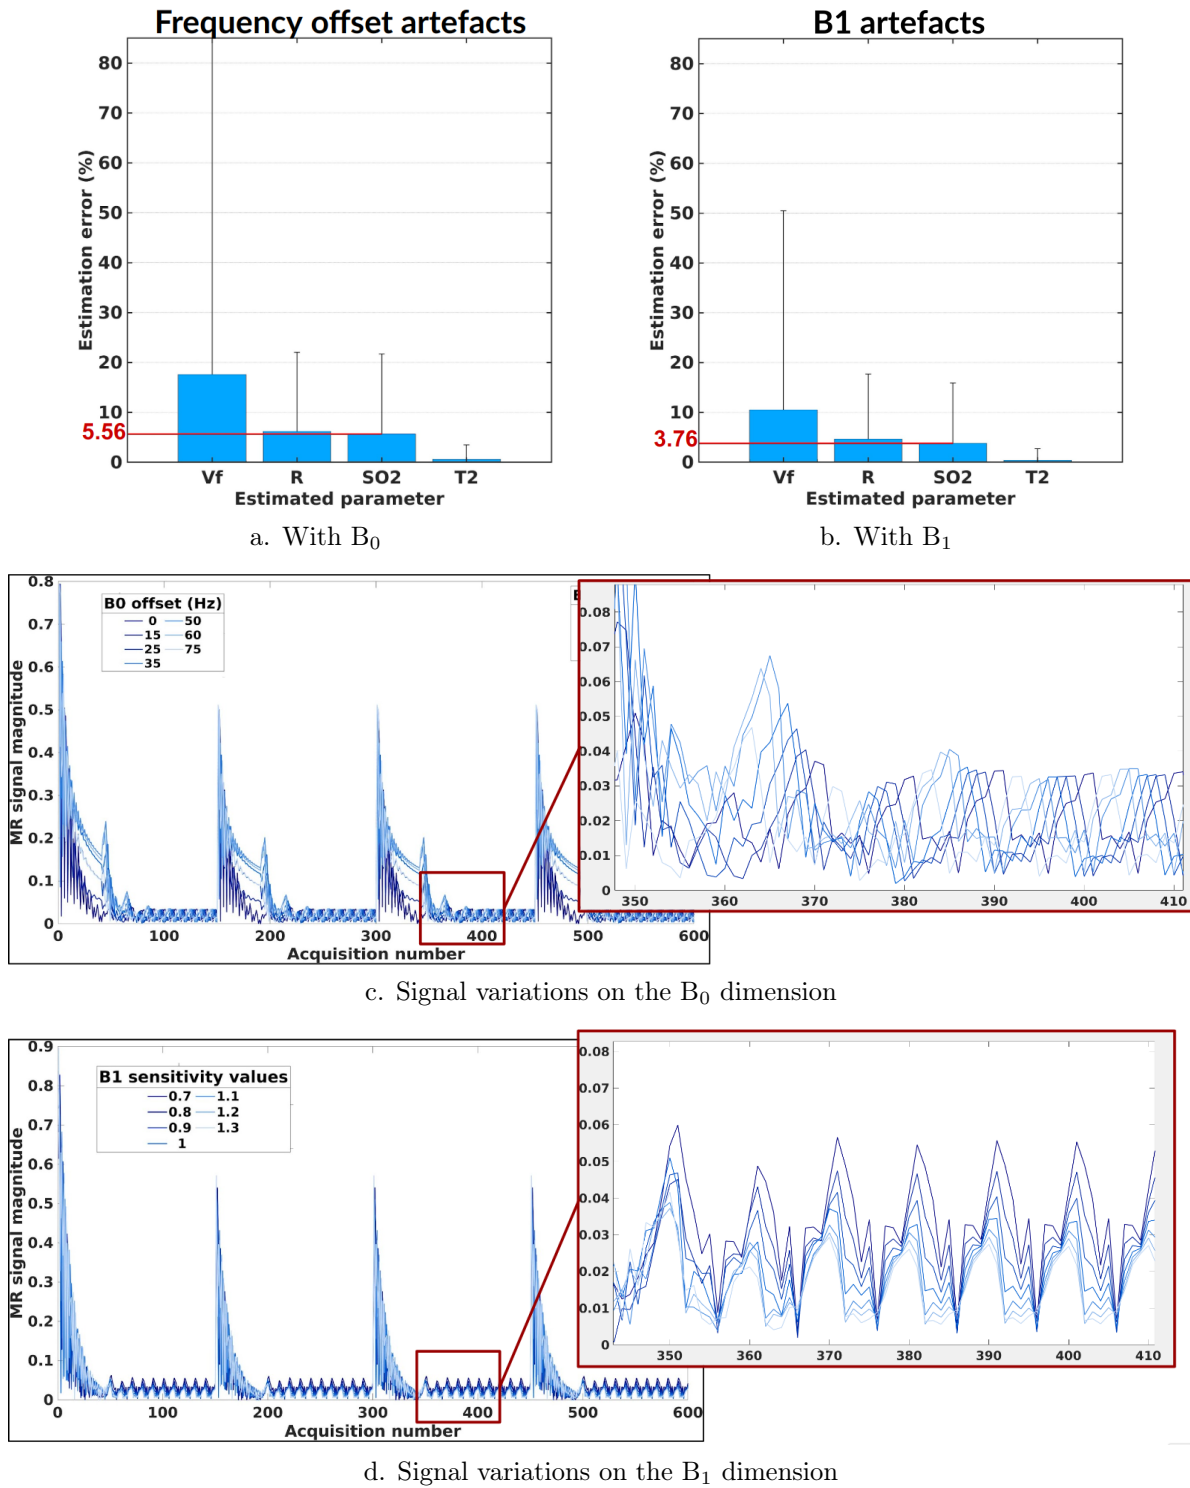 Frequency offset artefacts
B1 artefacts
Estimation error (%)
80
70
60
50
40
30
20
10
0
5.56
Vf R SO2 T2
Estimated parameter
Estimation error (%)
80
70
60
50
40
30
20
10
0
3.76
Vf R SO2 T2
Estimated parameter
a. With B₀
b. With B₁
MR signal magnitude
0.8
0.7
0.6
0.5
0.4
0.3
0.2
0.1
0
B0 offset (Hz)
0 50
15 60
25 75
35
0 100 200 300 400 500 600
Acquisition number
0.08
0.07
0.06
0.05
0.04
0.03
0.02
0.01
0
350 360 370 380 390 400 410
c. Signal variations on the B₀ dimension
MR signal magnitude
0.9
0.8
0.7
0.6
0.5
0.4
0.3
0.2
0.1
0
B1 sensitivity values
0.7 1.1
0.8 1.2
0.9 1.3
1
0 100 200 300 400 500 600
Acquisition number
0.08
0.07
0.06
0.05
0.04
0.03
0.02
0.01
0
350 360 370 380 390 400 410
d. Signal variations on the B₁ dimension